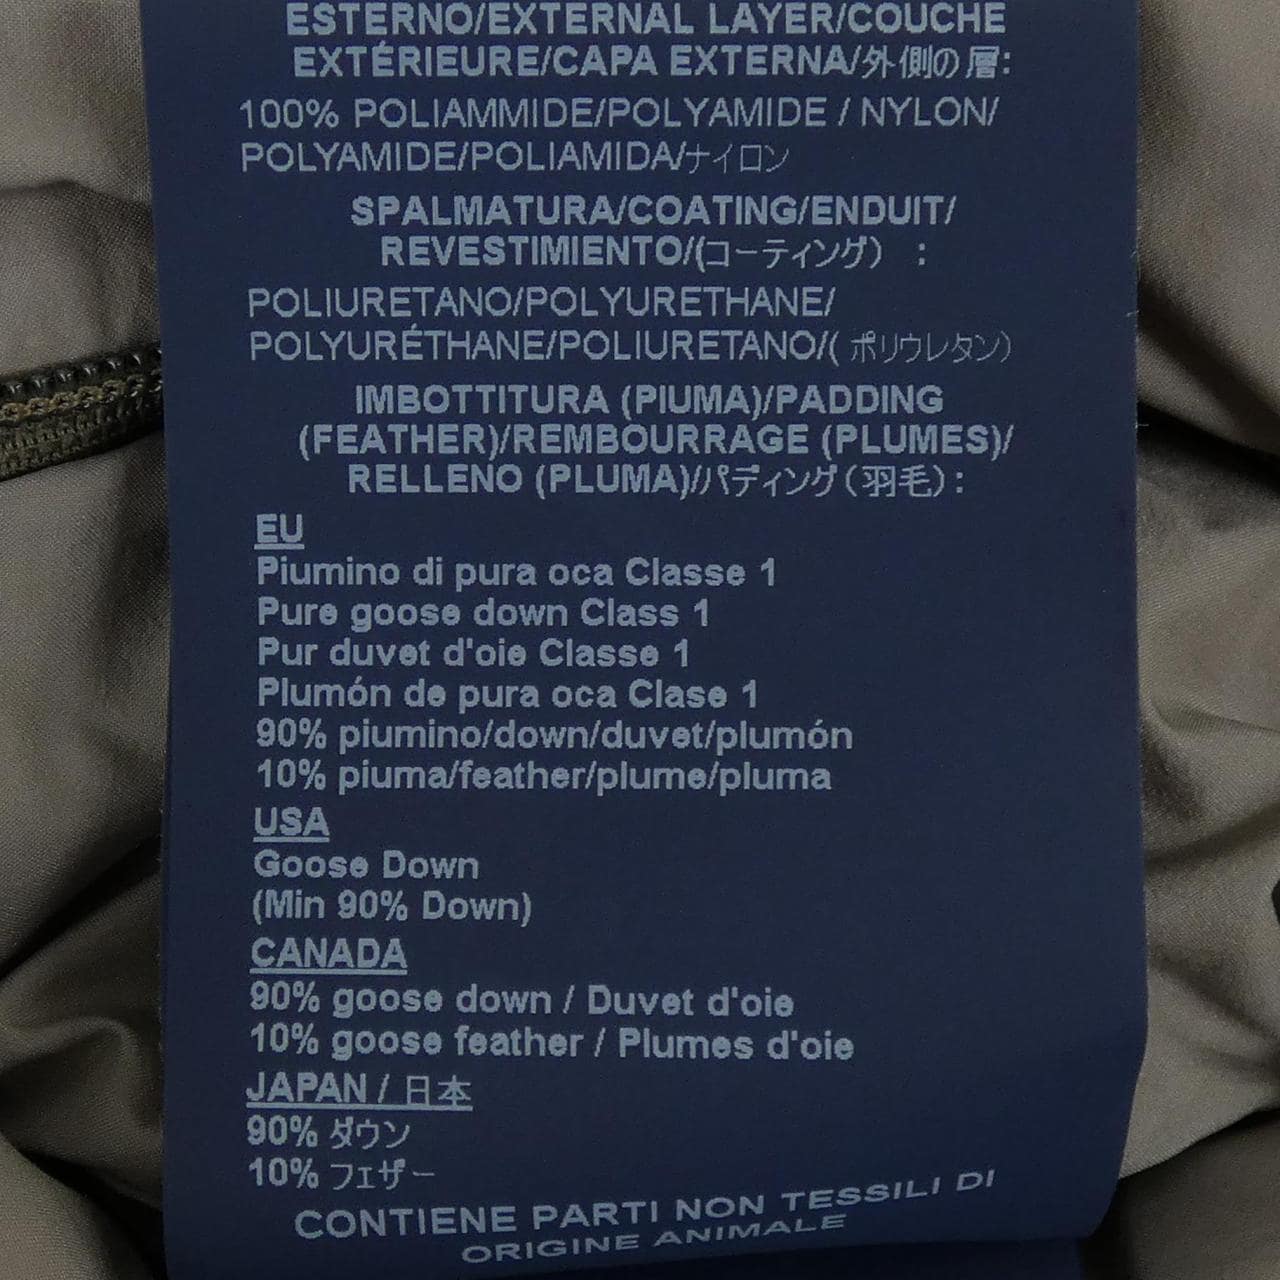 ESTERNO/EXTERNAL LAYER/COUCHE
EXTÉRIEURE/CAPA EXTERNA/外側の層:
100% POLIAMMIDE/POLYAMIDE / NYLON/
POLYAMIDE/POLIAMIDA/ナイロン
SPALMATURA/COATING/ENDUIT/
REVESTIMIENTO/(コーティング) :
POLIURETANO/POLYURETHANE/
POLYURÉTHANE/POLIURETANO/(ポリウレタン)
IMBOTTITURA (PIUMA)/PADDING
(FEATHER)/REMBOURRAGE (PLUMES)/
RELLENO (PLUMA)/パディング(羽毛):
EU
Piumino di pura oca Classe 1
Pure goose down Class 1
Pur duvet d'oie Classe 1
Plumón de pura oca Clase 1
90% piumino/down/duvet/plumón
10% piuma/feather/plume/pluma
USA
Goose Down
(Min 90% Down)
CANADA
90% goose down / Duvet d'oie
10% goose feather / Plumes d'oie
JAPAN / 日本
90% ダウン
10% フェザー
CONTIENE PARTI NON TESSILI DI
ORIGINE ANIMALE